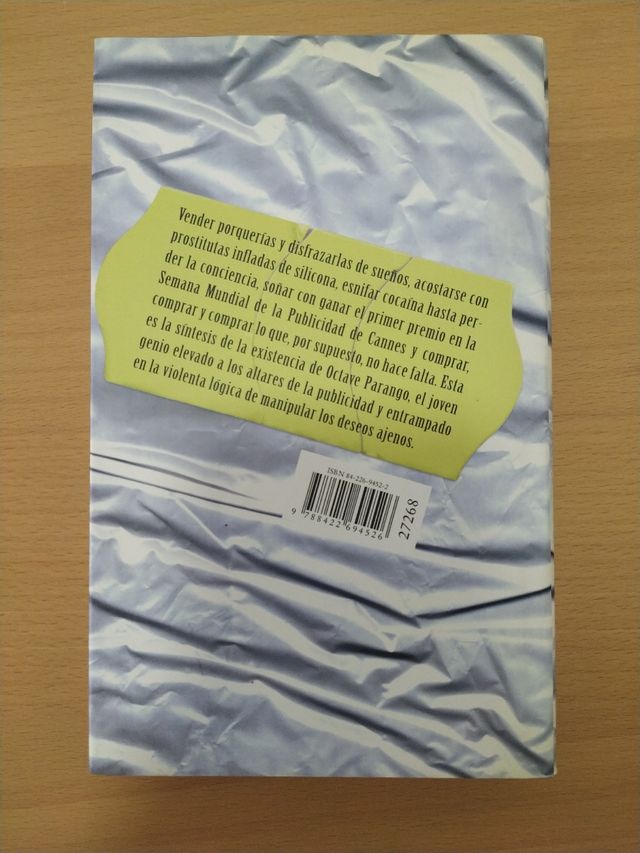 Vender porquerías y disfrazarlas de sueños, acostarse con
prostitutas infladas de silicona, esnifar cocaína hasta per-
der la conciencia, soñar con ganar el primer premio en la
Semana Mundial de la Publicidad de Cannes y comprar,
comprar y comprar lo que, por supuesto, no hace falta. Esta
es la síntesis de la existencia de Octave Parango, el joven
genio elevado a los altares de la publicidad y entrampado
en la violenta lógica de manipular los deseos ajenos.
ISBN 84-226-9452-2
9 788422 694526
27268